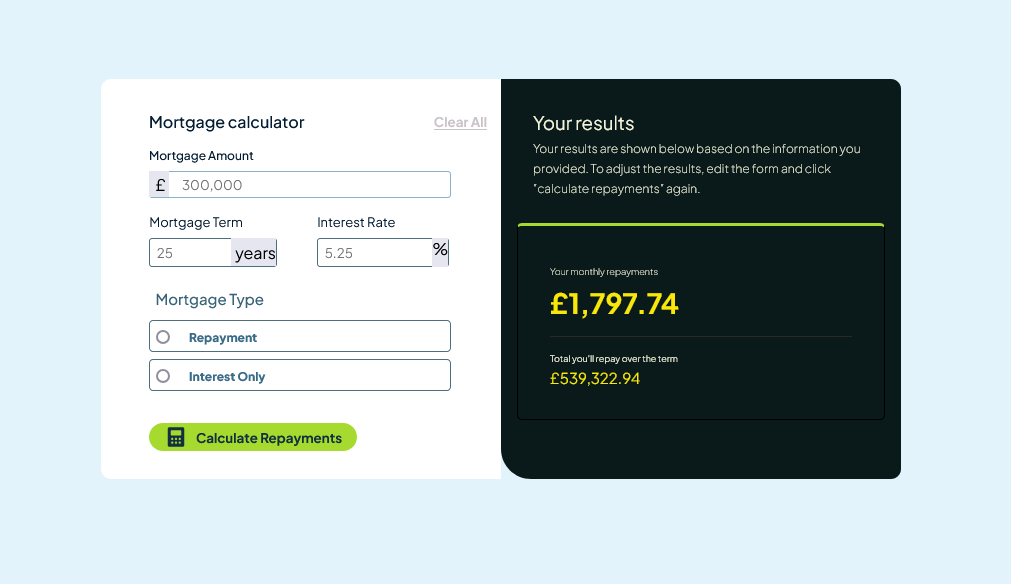 Mortgage calculator
Clear All
Mortgage Amount
£ 300,000
Mortgage Term
Interest Rate
25 years
5.25 %
Mortgage Type
Repayment
Interest Only
Calculate Repayments
Your results
Your results are shown below based on the information you
provided. To adjust the results, edit the form and click
"calculate repayments" again.
Your monthly repayments
£1,797.74
Total you'll repay over the term
£539,322.94